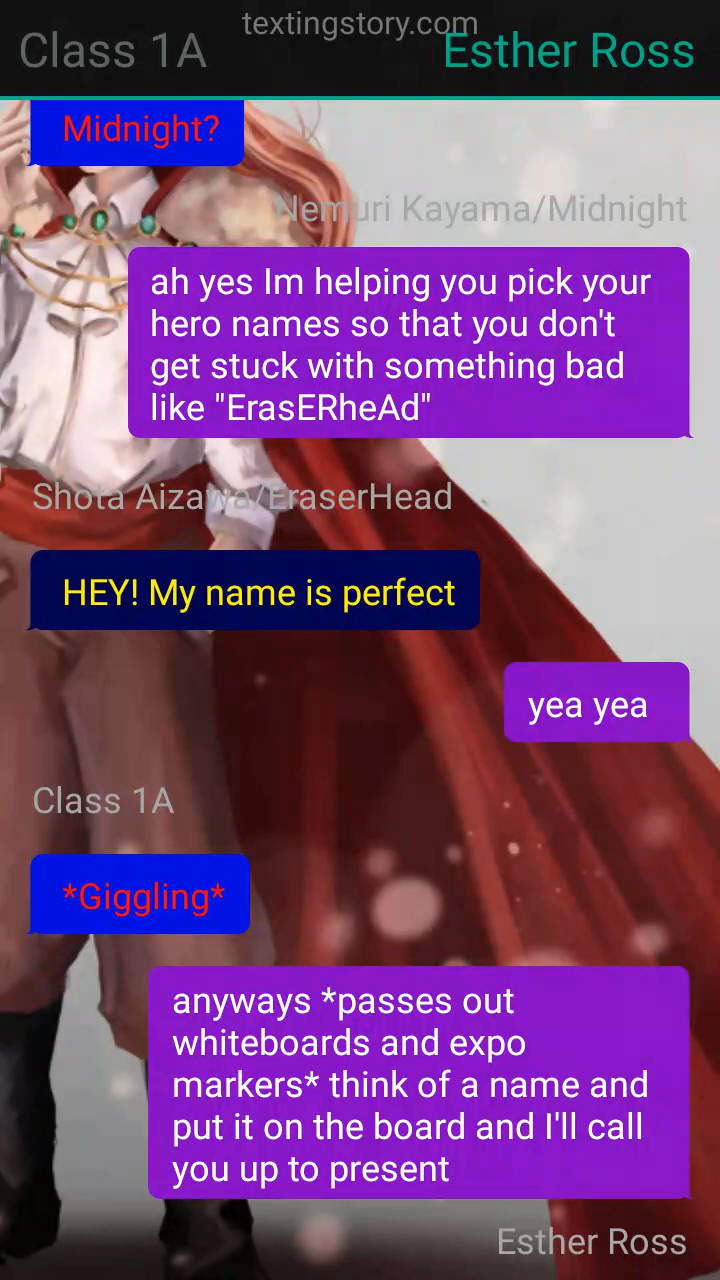 textingstory.com
Class 1A
Esther Ross
Midnight?
Nemuri Kayama/Midnight
ah yes Im helping you pick your
hero names so that you don't
get stuck with something bad
like "ErasERheAd"
Shota Aizawa/EraserHead
HEY! My name is perfect
yea yea
Class 1A
*Giggling*
anyways *passes out
whiteboards and expo
markers* think of a name and
put it on the board and I'll call
you up to present
Esther Ross